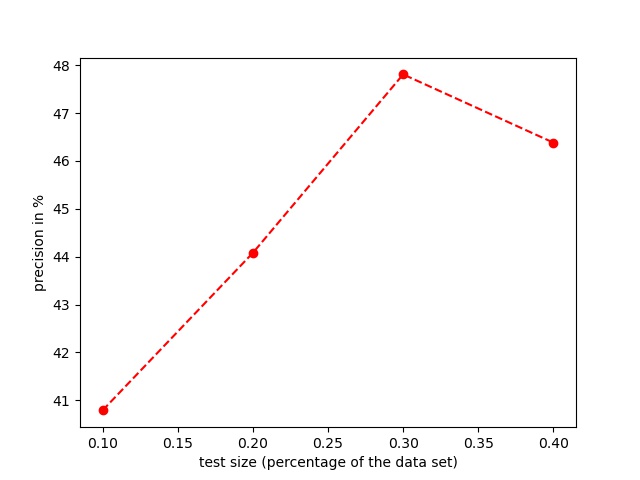 48
47
46
45
44
43
42
41
precision in %
0.10 0.15 0.20 0.25 0.30 0.35 0.40
test size (percentage of the data set)